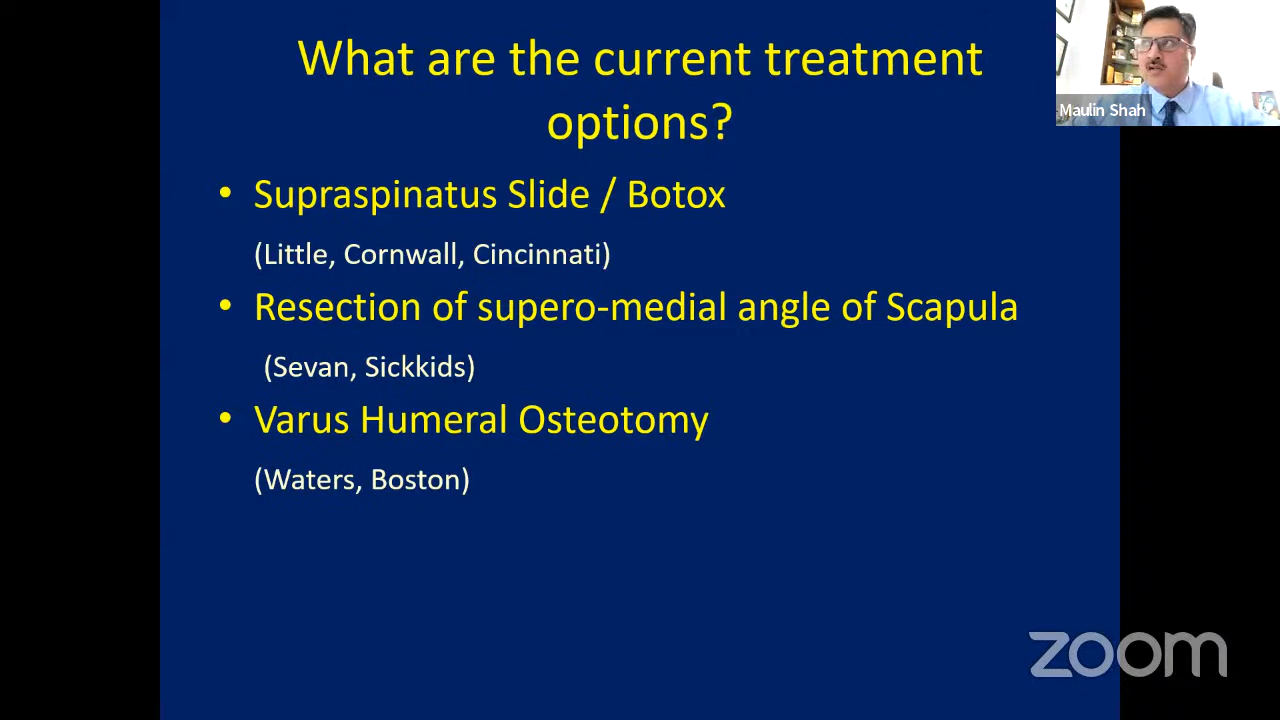 What are the current treatment
options?
• Supraspinatus Slide / Botox
(Little, Cornwall, Cincinnati)
• Resection of supero-medial angle of Scapula
(Sevan, Sickkids)
• Varus Humeral Osteotomy
(Waters, Boston)
Maulin Shah
zoom